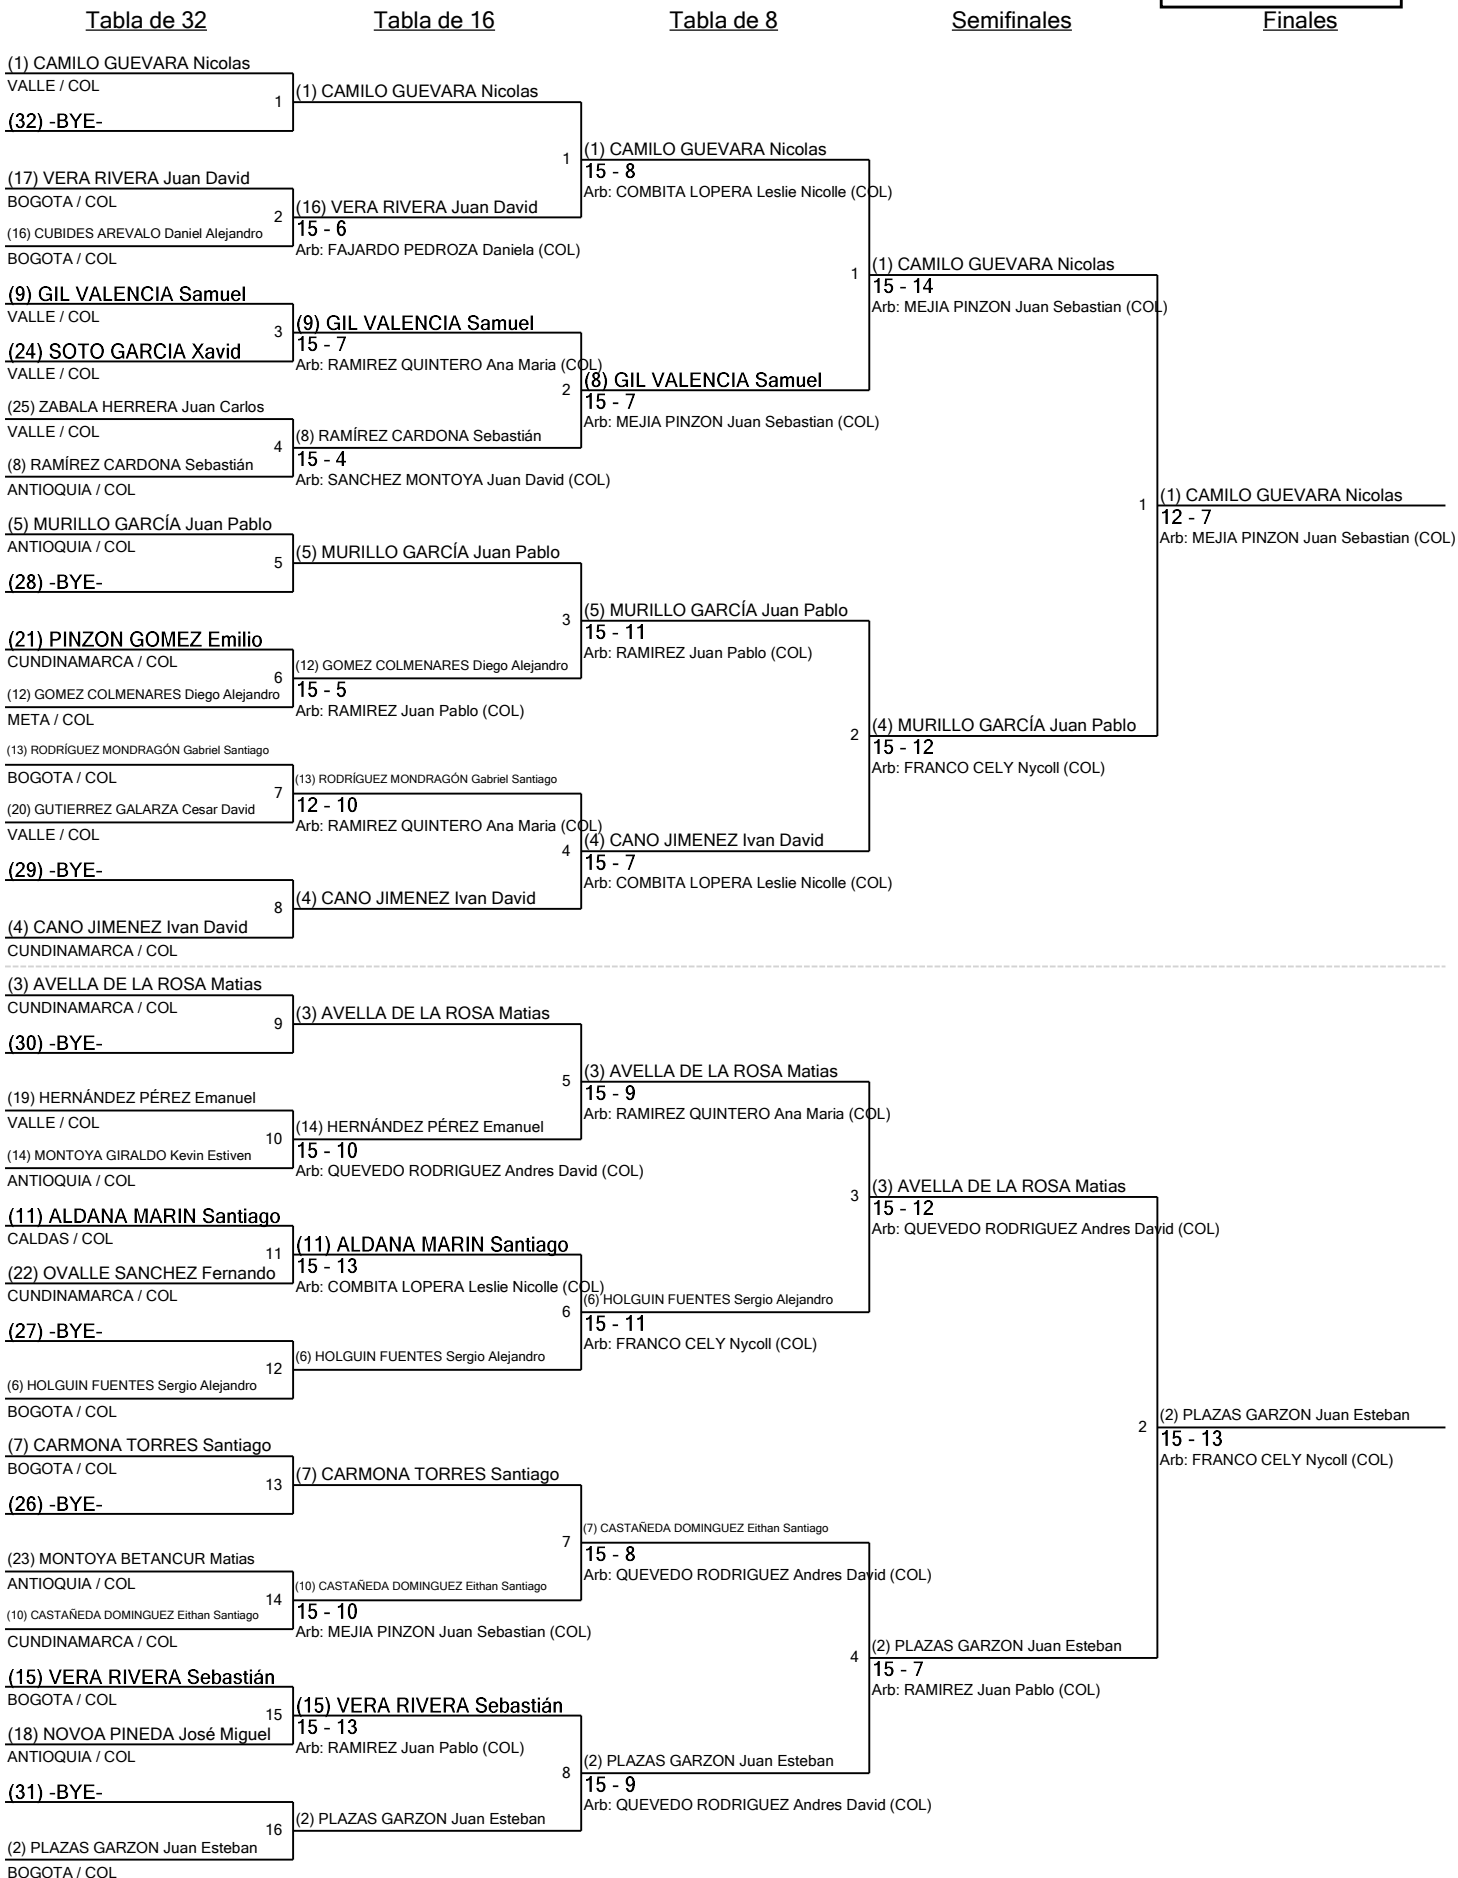 Tabla de 32
Tabla de 16
Tabla de 8
Semifinales
Finales
(1) CAMILO GUEVARA Nicolas
VALLE / COL
1
(32) -BYE-
(17) VERA RIVERA Juan David
BOGOTA / COL
2
(16) CUBIDES AREVALO Daniel Alejandro
BOGOTA / COL
(9) GIL VALENCIA Samuel
VALLE / COL
3
(24) SOTO GARCIA Xavid
VALLE / COL
(25) ZABALA HERRERA Juan Carlos
VALLE / COL
4
(8) RAMÍREZ CARDONA Sebastián
ANTIOQUIA / COL
(5) MURILLO GARCÍA Juan Pablo
ANTIOQUIA / COL
5
(28) -BYE-
(21) PINZON GOMEZ Emilio
CUNDINAMARCA / COL
6
(12) GOMEZ COLMENARES Diego Alejandro
META / COL
(13) RODRÍGUEZ MONDRAGÓN Gabriel Santiago
BOGOTA / COL
7
(20) GUTIERREZ GALARZA Cesar David
VALLE / COL
(29) -BYE-
8
(4) CANO JIMENEZ Ivan David
CUNDINAMARCA / COL
(3) AVELLA DE LA ROSA Matias
CUNDINAMARCA / COL
9
(30) -BYE-
(19) HERNÁNDEZ PÉREZ Emanuel
VALLE / COL
10
(14) MONTOYA GIRALDO Kevin Estiven
ANTIOQUIA / COL
(11) ALDANA MARIN Santiago
CALDAS / COL
11
(22) OVALLE SANCHEZ Fernando
CUNDINAMARCA / COL
(27) -BYE-
12
(6) HOLGUIN FUENTES Sergio Alejandro
BOGOTA / COL
(7) CARMONA TORRES Santiago
BOGOTA / COL
13
(26) -BYE-
(23) MONTOYA BETANCUR Matias
ANTIOQUIA / COL
14
(10) CASTAÑEDA DOMINGUEZ Eithan Santiago
CUNDINAMARCA / COL
(15) VERA RIVERA Sebastián
BOGOTA / COL
15
(18) NOVOA PINEDA José Miguel
ANTIOQUIA / COL
(31) -BYE-
16
(2) PLAZAS GARZON Juan Esteban
BOGOTA / COL
(1) CAMILO GUEVARA Nicolas
1
(16) VERA RIVERA Juan David
15 - 6
Arb: FAJARDO PEDROZA Daniela (COL)
(9) GIL VALENCIA Samuel
15 - 7
Arb: RAMIREZ QUINTERO Ana Maria (COL)
2
(8) RAMÍREZ CARDONA Sebastián
15 - 4
Arb: SANCHEZ MONTOYA Juan David (COL)
(5) MURILLO GARCÍA Juan Pablo
3
(12) GOMEZ COLMENARES Diego Alejandro
15 - 5
Arb: RAMIREZ Juan Pablo (COL)
(13) RODRÍGUEZ MONDRAGÓN Gabriel Santiago
12 - 10
Arb: RAMIREZ QUINTERO Ana Maria (COL)
4
(4) CANO JIMENEZ Ivan David
(3) AVELLA DE LA ROSA Matias
5
(14) HERNÁNDEZ PÉREZ Emanuel
15 - 10
Arb: QUEVEDO RODRIGUEZ Andres David (COL)
(11) ALDANA MARIN Santiago
15 - 13
Arb: COMBITA LOPERA Leslie Nicolle (COL)
6
(6) HOLGUIN FUENTES Sergio Alejandro
(7) CARMONA TORRES Santiago
7
(10) CASTAÑEDA DOMINGUEZ Eithan Santiago
15 - 10
Arb: MEJIA PINZON Juan Sebastian (COL)
(15) VERA RIVERA Sebastián
15 - 13
Arb: RAMIREZ Juan Pablo (COL)
8
(2) PLAZAS GARZON Juan Esteban
(1) CAMILO GUEVARA Nicolas
15 - 8
Arb: COMBITA LOPERA Leslie Nicolle (COL)
1
(8) GIL VALENCIA Samuel
15 - 7
Arb: MEJIA PINZON Juan Sebastian (COL)
(5) MURILLO GARCÍA Juan Pablo
15 - 11
Arb: RAMIREZ Juan Pablo (COL)
2
(4) CANO JIMENEZ Ivan David
15 - 7
Arb: COMBITA LOPERA Leslie Nicolle (COL)
(3) AVELLA DE LA ROSA Matias
15 - 9
Arb: RAMIREZ QUINTERO Ana Maria (COL)
3
(6) HOLGUIN FUENTES Sergio Alejandro
15 - 11
Arb: FRANCO CELY Nycoll (COL)
(7) CASTAÑEDA DOMINGUEZ Eithan Santiago
15 - 8
Arb: QUEVEDO RODRIGUEZ Andres David (COL)
4
(2) PLAZAS GARZON Juan Esteban
15 - 9
Arb: QUEVEDO RODRIGUEZ Andres David (COL)
(1) CAMILO GUEVARA Nicolas
15 - 14
Arb: MEJIA PINZON Juan Sebastian (COL)
1
(4) MURILLO GARCÍA Juan Pablo
15 - 12
Arb: FRANCO CELY Nycoll (COL)
(3) AVELLA DE LA ROSA Matias
15 - 12
Arb: QUEVEDO RODRIGUEZ Andres David (COL)
2
(2) PLAZAS GARZON Juan Esteban
15 - 7
Arb: RAMIREZ Juan Pablo (COL)
(1) CAMILO GUEVARA Nicolas
12 - 7
Arb: MEJIA PINZON Juan Sebastian (COL)
(2) PLAZAS GARZON Juan Esteban
15 - 13
Arb: FRANCO CELY Nycoll (COL)